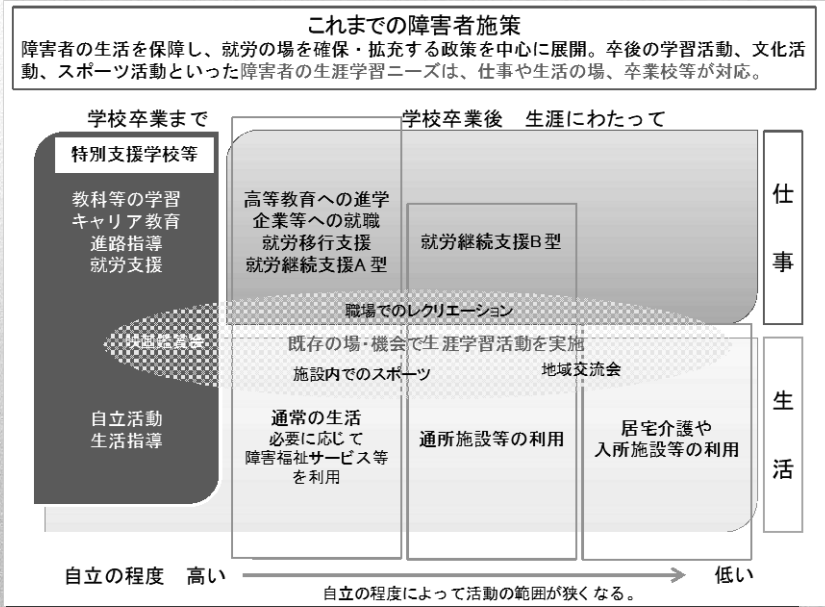 これまでの障害者施策
障害者の生活を保障し、就労の場を確保・拡充する政策を中心に展開。卒後の学習活動、文化活
動、スポーツ活動といった障害者の生涯学習ニーズは、仕事や生活の場、卒業校等が対応。
学校卒業まで
学校卒業後 生涯にわたって
特別支援学校等
教科等の学習
キャリア教育
進路指導
就労支援
高等教育への進学
企業等への就職
就労移行支援
就労継続支援A型
就労継続支援B型
仕事
職場でのレクリエーション
映画鑑賞等
既存の場・機会で生涯学習活動を実施
施設内でのスポーツ
地域交流会
自立活動
生活指導
通常の生活
必要に応じて
障害福祉サービス等
を利用
通所施設等の利用
居宅介護や
入所施設等の利用
生活
自立の程度 高い
低い
自立の程度によって活動の範囲が狭くなる。